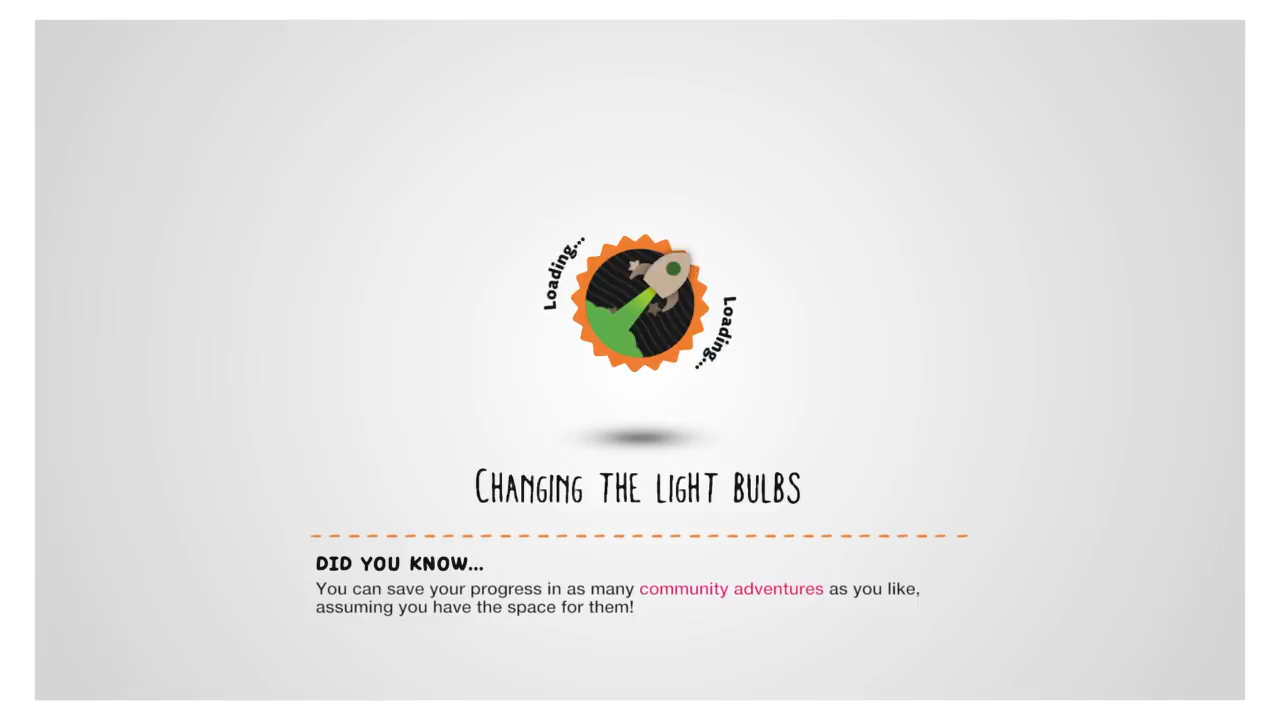 Loading...
Loading...
Changing the light bulbs
DID YOU KNOW...
You can save your progress in as many community adventures as you like,
assuming you have the space for them!